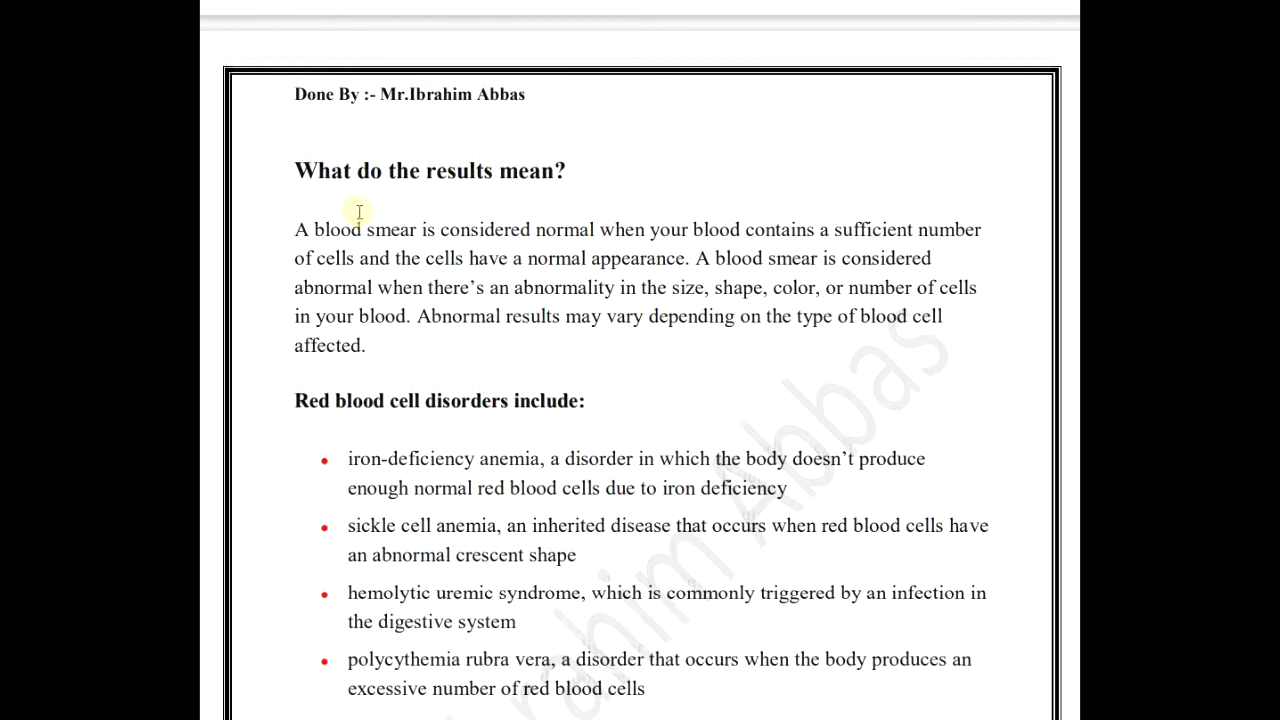 Done By :- Mr.Ibrahim Abbas
What do the results mean?
A blood smear is considered normal when your blood contains a sufficient number
of cells and the cells have a normal appearance. A blood smear is considered
abnormal when there’s an abnormality in the size, shape, color, or number of cells
in your blood. Abnormal results may vary depending on the type of blood cell
affected.
Red blood cell disorders include:
• iron-deficiency anemia, a disorder in which the body doesn’t produce
enough normal red blood cells due to iron deficiency
• sickle cell anemia, an inherited disease that occurs when red blood cells have
an abnormal crescent shape
• hemolytic uremic syndrome, which is commonly triggered by an infection in
the digestive system
• polycythemia rubra vera, a disorder that occurs when the body produces an
excessive number of red blood cells
rahim Abbas